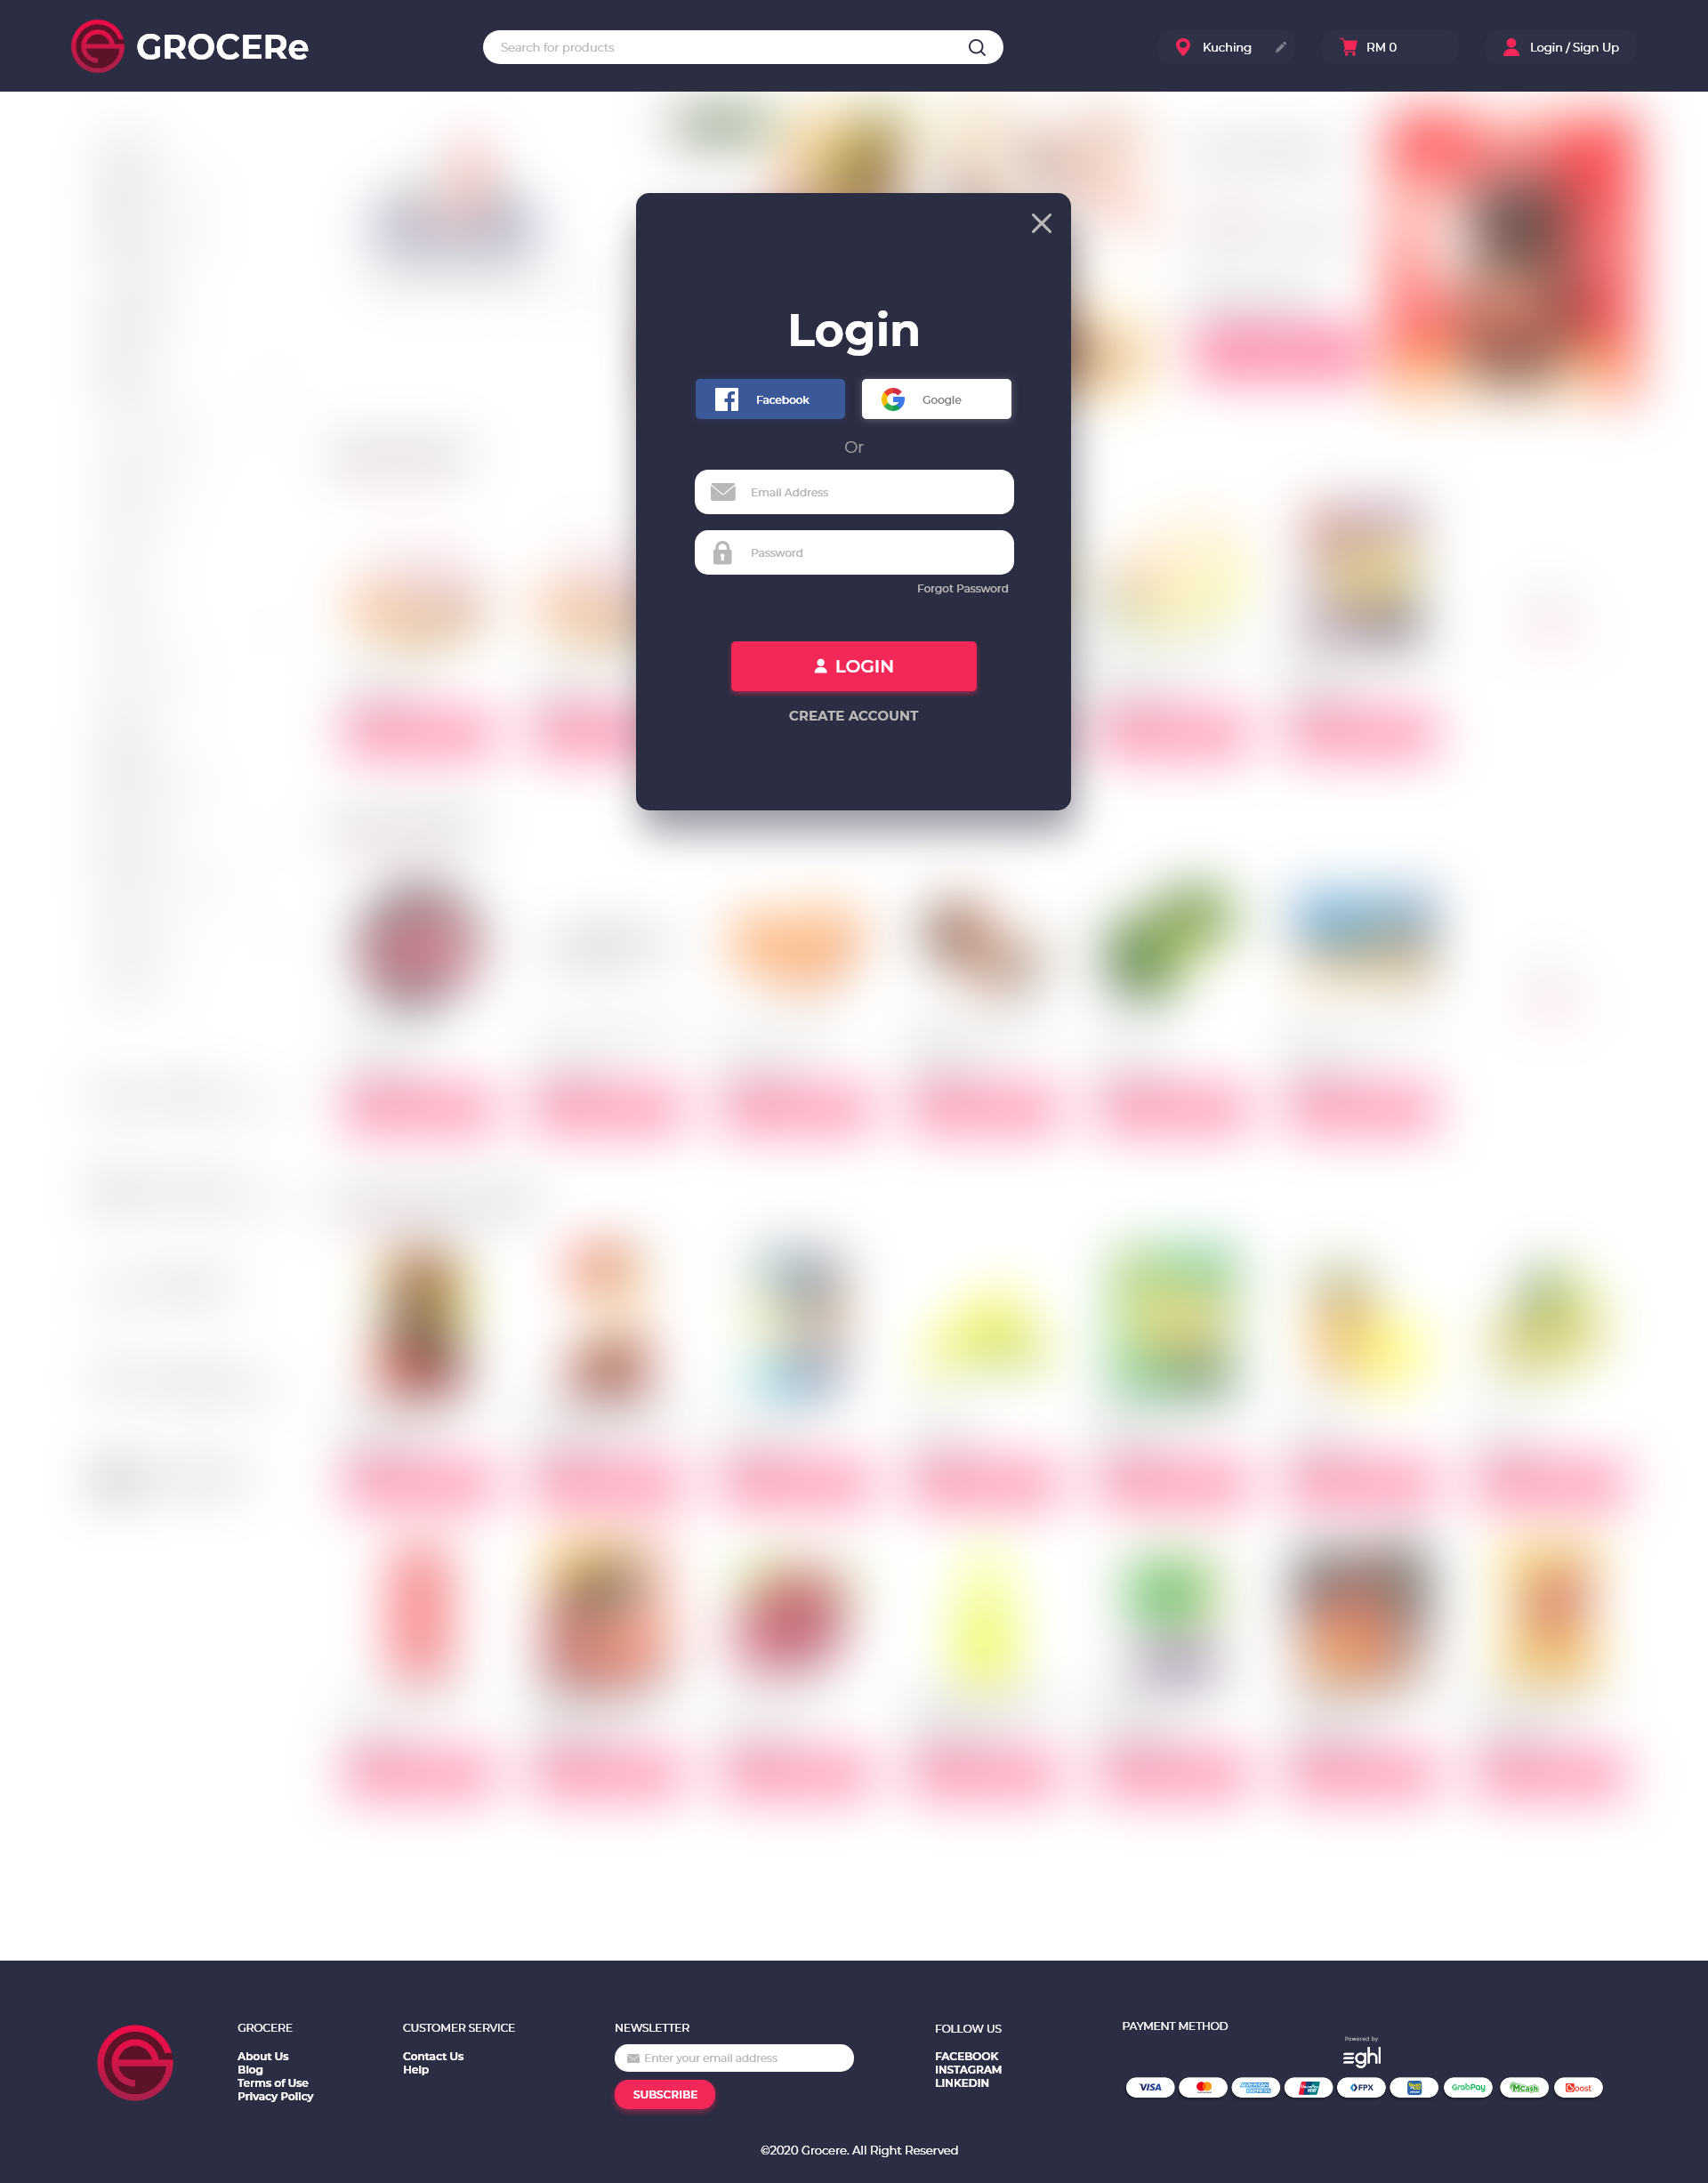 GROCERe
Search for products
Kuching
RM 0
Login / Sign Up
Login
Facebook
Google
Or
Email Address
Password
Forgot Password
LOGIN
CREATE ACCOUNT
GROCERE
About Us
Blog
Terms of Use
Privacy Policy
CUSTOMER SERVICE
Contact Us
Help
NEWSLETTER
Enter your email address
SUBSCRIBE
FOLLOW US
FACEBOOK
INSTAGRAM
LINKEDIN
PAYMENT METHOD
Powered by
eghl
VISA
AMERICAN EXPRESS
FPX
GrabPay
MCash
Boost
©2020 Grocere. All Right Reserved